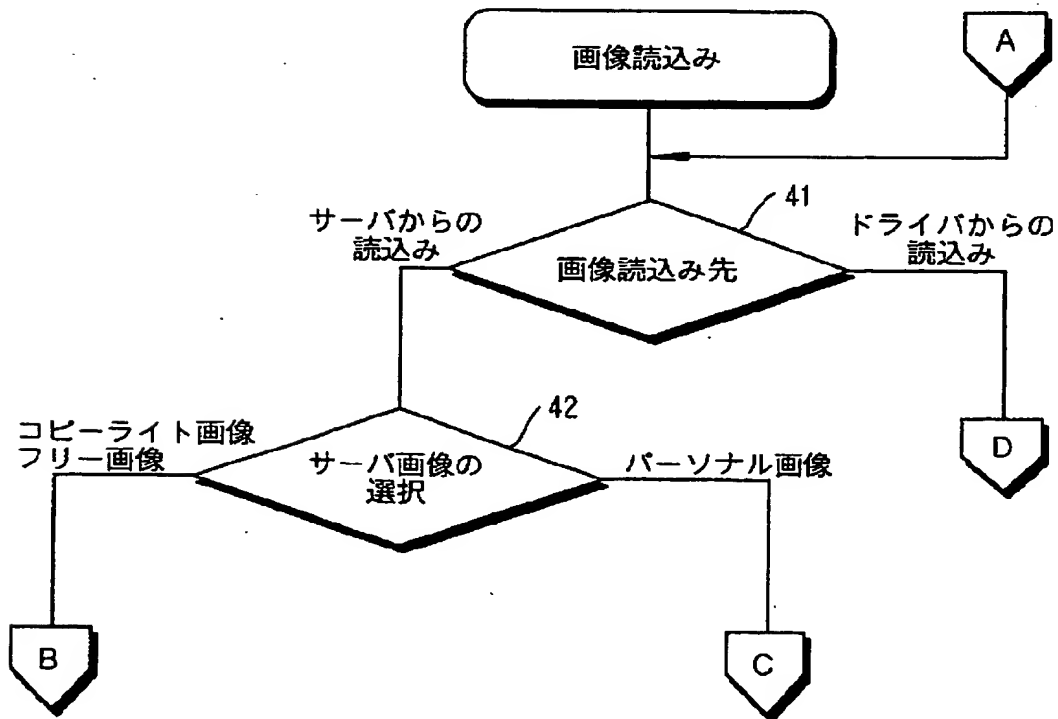 画像読込み
A
41
サーバからの
読込み
画像読込み先
ドライバからの
読込み
42
コピーライト画像
フリー画像
サーバ画像の
選択
パーソナル画像
D
B
C